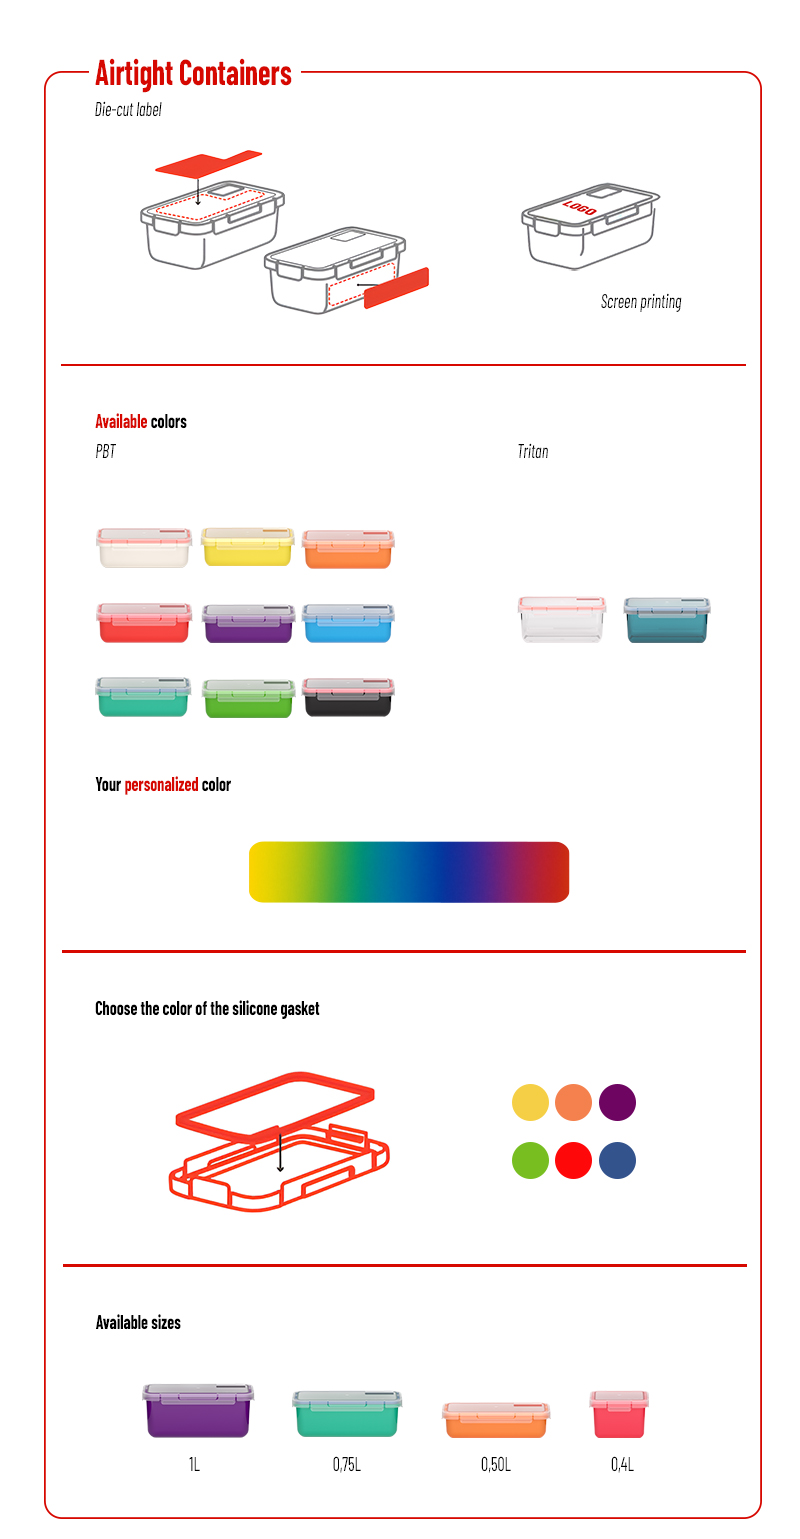 Airtight Containers
Die-cut label
LOGO
Screen printing
Available colors
PBT
Tritan
Your personalized color
Choose the color of the silicone gasket
Available sizes
1L
0,75L
0,50L
0,4L